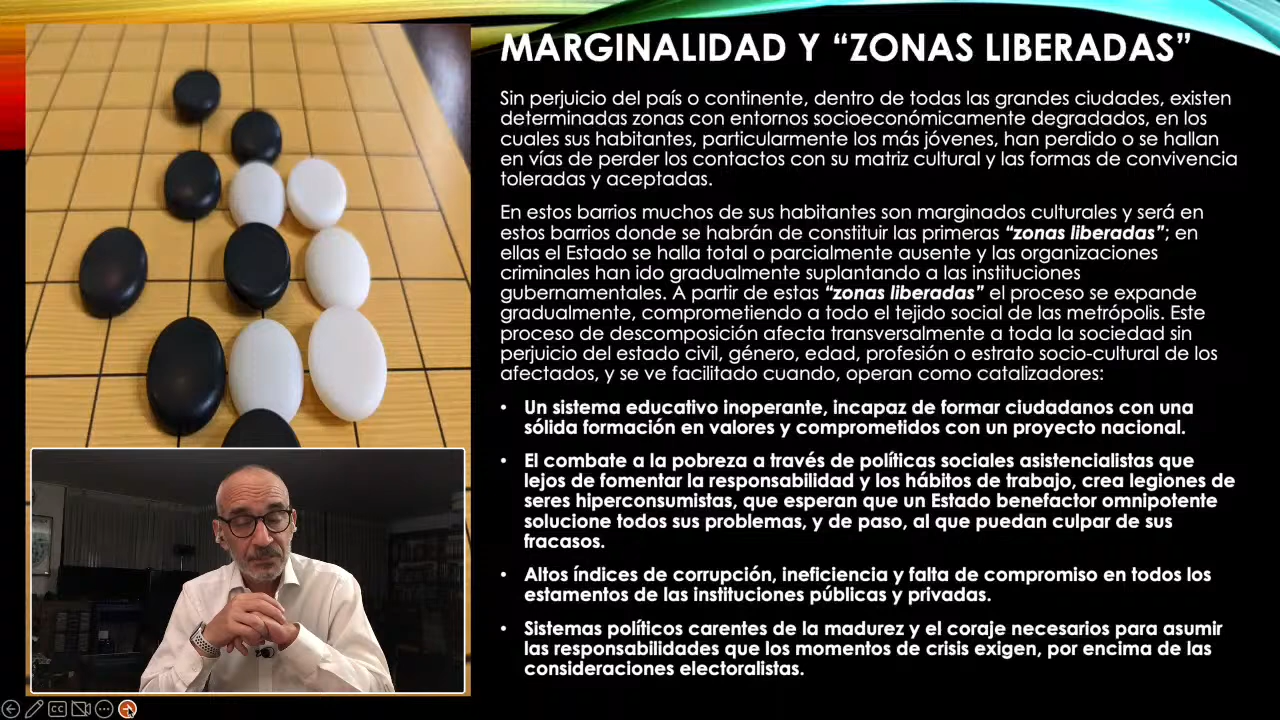 MARGINALIDAD Y “ZONAS LIBERADAS”
Sin perjuicio del país o continente, dentro de todas las grandes ciudades, existen
determinadas zonas con entornos socioeconómicamente degradados, en los
cuales sus habitantes, particularmente los más jóvenes, han perdido o se hallan
en vías de perder los contactos con su matriz cultural y las formas de convivencia
toleradas y aceptadas.
En estos barrios muchos de sus habitantes son marginados culturales y será en
estos barrios donde se habrán de constituir las primeras “zonas liberadas”; en
ellas el Estado se halla total o parcialmente ausente y las organizaciones
criminales han ido gradualmente suplantando a las instituciones
gubernamentales. A partir de estas “zonas liberadas” el proceso se expande
gradualmente, comprometiendo a todo el tejido social de las metrópolis. Este
proceso de descomposición afecta transversalmente a toda la sociedad sin
perjuicio del estado civil, género, edad, profesión o estrato socio-cultural de los
afectados, y se ve facilitado cuando, operan como catalizadores:
• Un sistema educativo inoperante, incapaz de formar ciudadanos con una
sólida formación en valores y comprometidos con un proyecto nacional.
• El combate a la pobreza a través de políticas sociales asistencialistas que
lejos de fomentar la responsabilidad y los hábitos de trabajo, crea legiones de
seres hiperconsumistas, que esperan que un Estado benefactor omnipotente
solucione todos sus problemas, y de paso, al que puedan culpar de sus
fracasos.
• Altos índices de corrupción, ineficiencia y falta de compromiso en todos los
estamentos de las instituciones públicas y privadas.
• Sistemas políticos carentes de la madurez y el coraje necesarios para asumir
las responsabilidades que los momentos de crisis exigen, por encima de las
consideraciones electoralistas.
CC